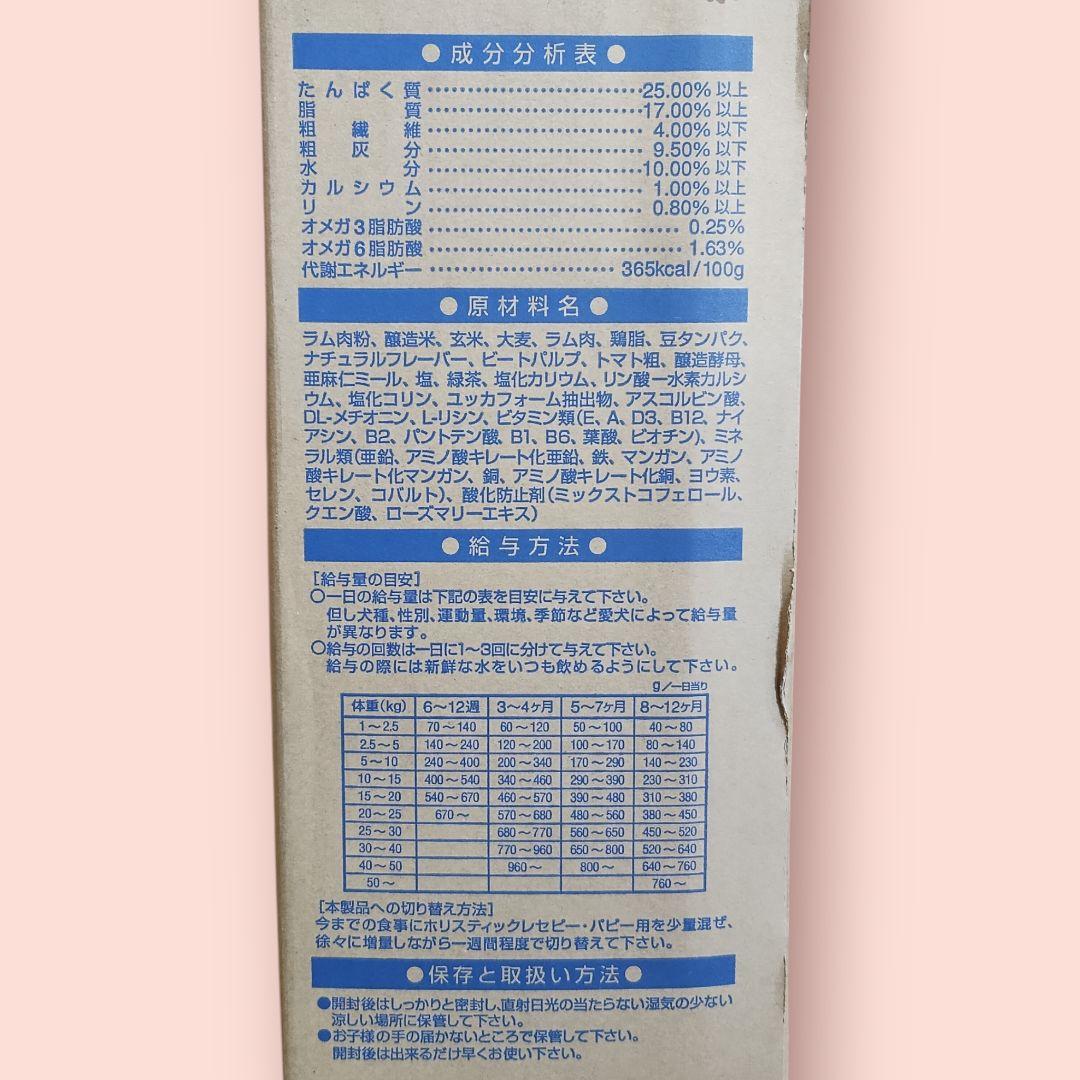 ●成分分析表●
たんぱく質 25.00%以上
脂質 17.00%以上
粗繊維 4.00%以下
粗灰分 9.50%以下
水分 10.00%以下
カルシウム 1.00%以上
リン 0.80%以上
オメガ3脂肪酸 0.25%
オメガ6脂肪酸 1.63%
代謝エネルギー 365kcal/100g
●原材料名●
ラム肉粉、醸造米、玄米、大麦、ラム肉、鶏脂、豆タンパク、
ナチュラルフレーバー、ビートパルプ、トマト粗、醸造酵母、
亜麻仁ミール、塩、緑茶、塩化カリウム、リン酸一水素カルシ
ウム、塩化コリン、ユッカフォーム抽出物、アスコルビン酸、
DL-メチオニン、L-リシン、ビタミン類(E、A、D3、B12、ナイ
アシン、B2、パントテン酸、B1、B6、葉酸、ビオチン)、ミネ
ラル類(亜鉛、アミノ酸キレート化亜鉛、鉄、マンガン、アミノ
酸キレート化マンガン、銅、アミノ酸キレート化銅、ヨウ素、
セレン、コバルト)、酸化防止剤(ミックストコフェロール、
クエン酸、ローズマリーエキス)
●給与方法●
[給与量の目安]
○一日の給与量は下記の表を目安に与えて下さい。
但し犬種、性別、運動量、環境、季節など愛犬によって給与量
が異なります。
○給与の回数は一日に1～3回に分けて与えて下さい。
給与の際には新鮮な水をいつも飲めるようにして下さい。
g/一日当り
体重(kg) 6～12週 3～4ヶ月 5～7ヶ月 8～12ヶ月
1～2.5 70～140 60～120 50～100 40～80
2.5～5 140～240 120～200 100～170 80～140
5～10 240～400 200～340 170～290 140～230
10～15 400～540 340～460 290～390 230～310
15～20 540～670 460～570 390～480 310～380
20～25 670～ 570～680 480～560 380～450
25～30 680～770 560～650 450～520
30～40 770～960 650～800 520～640
40～50 960～ 800～ 640～760
50～ 760～
[本製品への切り替え方法]
今までの食事にホリスティックレセピー・パピー用を少量混ぜ、
徐々に増量しながら一週間程度で切り替えて下さい。
●保存と取扱い方法●
●開封後はしっかりと密封し、直射日光の当たらない湿気の少ない
涼しい場所に保管して下さい。
●お子様の手の届かないところで保管して下さい。
開封後は出来るだけ早くお使い下さい。